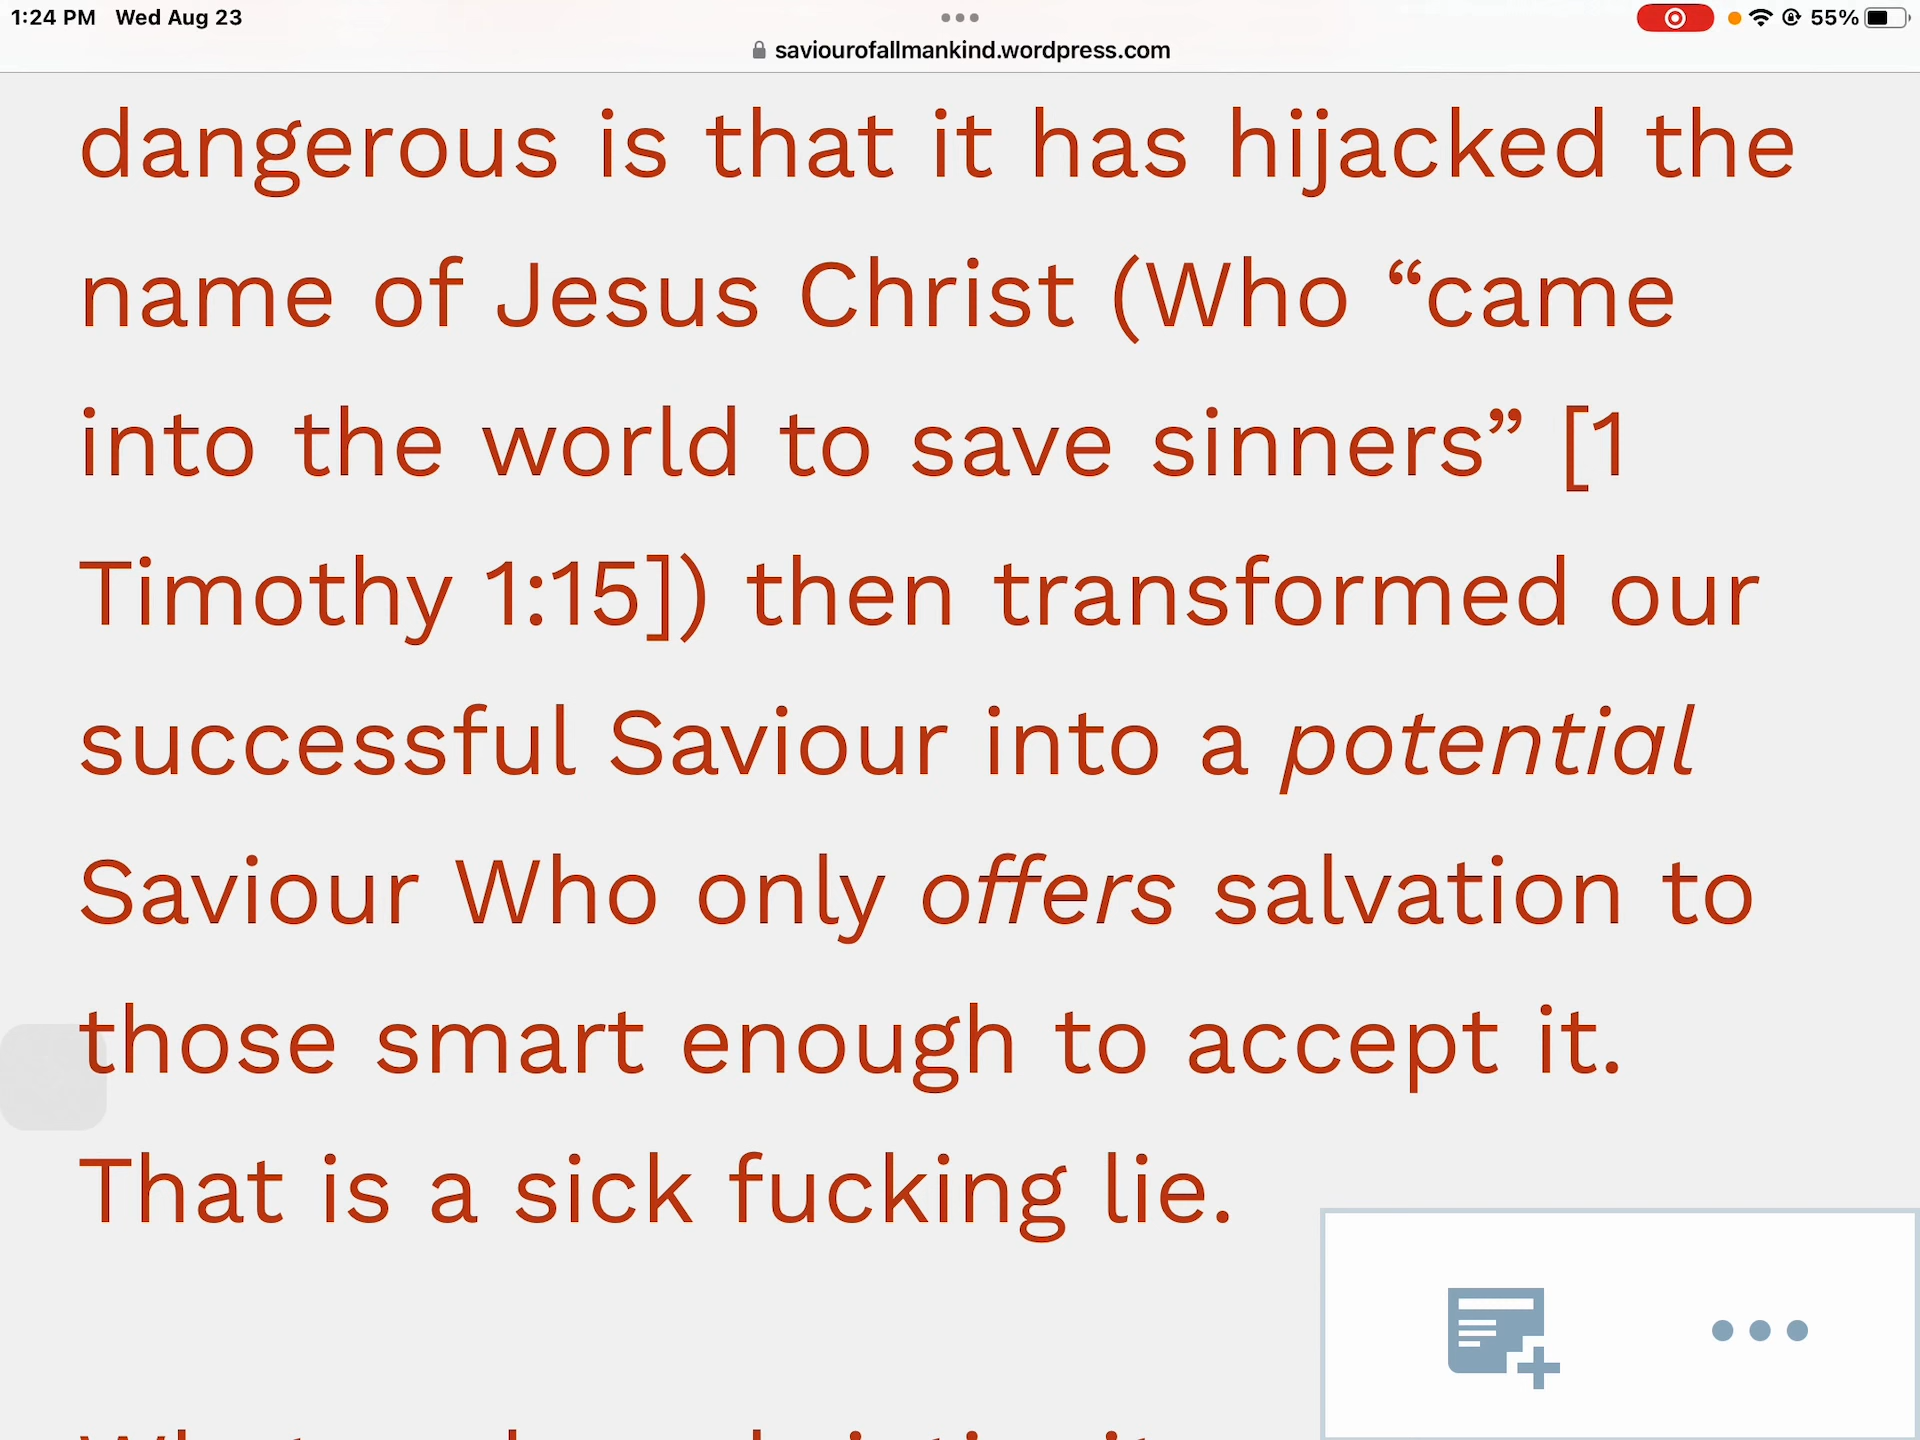 1:24 PM Wed Aug 23
55%
saviourofallmankind.wordpress.com
dangerous is that it has hijacked the
name of Jesus Christ (Who “came
into the world to save sinners” [1
Timothy 1:15]) then transformed our
successful Saviour into a potential
Saviour Who only offers salvation to
those smart enough to accept it.
That is a sick fucking lie.